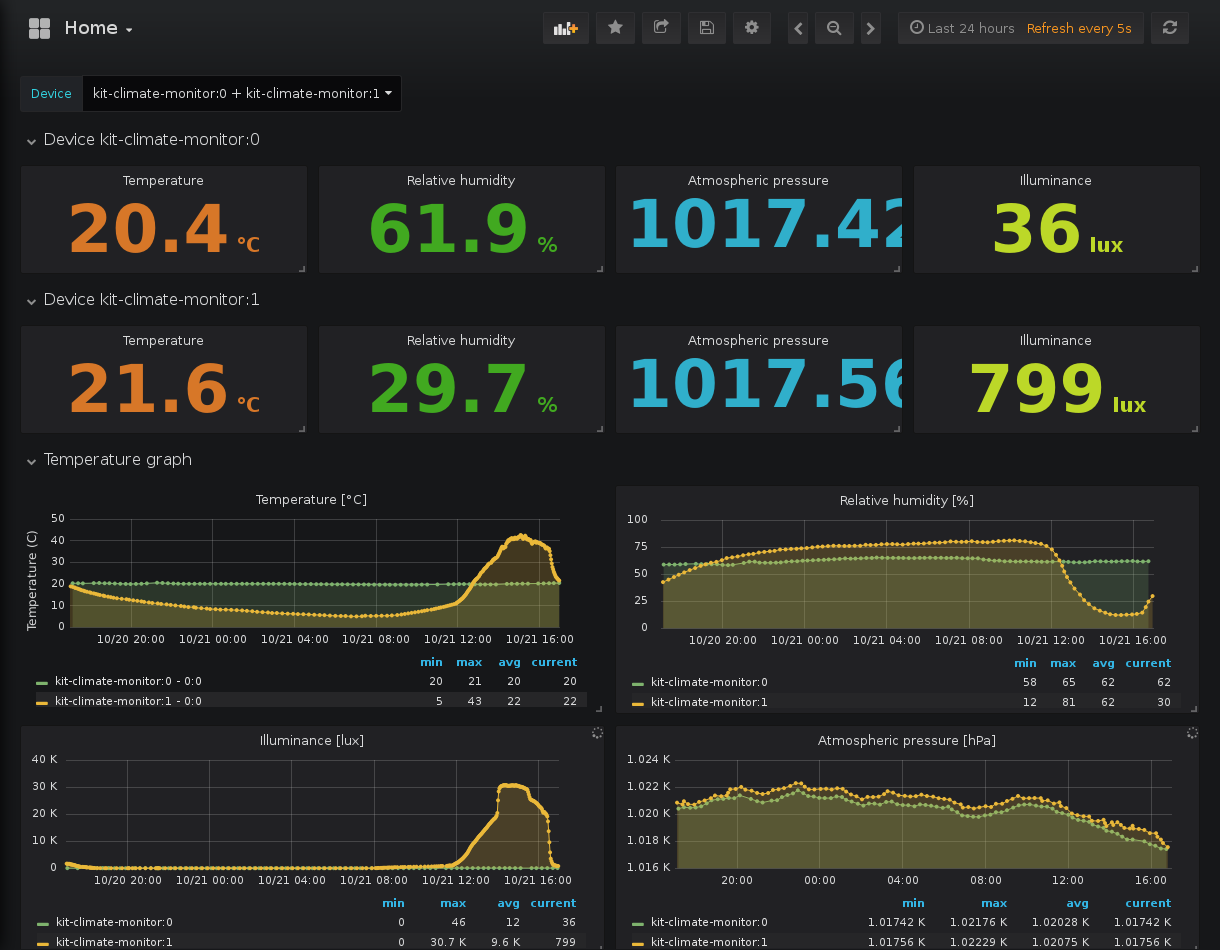 Home
Last 24 hours Refresh every 5s
Device kit-climate-monitor:0 + kit-climate-monitor:1
Device kit-climate-monitor:0
Temperature Relative humidity Atmospheric pressure Illuminance
20.4 °C 61.9 % 1017.42 36 lux
Device kit-climate-monitor:1
Temperature Relative humidity Atmospheric pressure Illuminance
21.6 °C 29.7 % 1017.56 799 lux
Temperature graph
Temperature [°C]
Temperature (C)
50
40
30
20
10
0
10/20 20:00 10/21 00:00 10/21 04:00 10/21 08:00 10/21 12:00 10/21 16:00
min max avg current
kit-climate-monitor:0 - 0:0 20 21 20 20
kit-climate-monitor:1 - 0:0 5 43 22 22
Relative humidity [%]
100
75
50
25
0
10/20 20:00 10/21 00:00 10/21 04:00 10/21 08:00 10/21 12:00 10/21 16:00
min max avg current
kit-climate-monitor:0 58 65 62 62
kit-climate-monitor:1 12 81 62 30
Illuminance [lux]
40 K
30 K
20 K
10 K
0
10/20 20:00 10/21 00:00 10/21 04:00 10/21 08:00 10/21 12:00 10/21 16:00
min max avg current
kit-climate-monitor:0 0 46 12 36
kit-climate-monitor:1 0 30.7 K 9.6 K 799
Atmospheric pressure [hPa]
1.024 K
1.022 K
1.020 K
1.018 K
1.016 K
20:00 00:00 04:00 08:00 12:00 16:00
min max avg current
kit-climate-monitor:0 1.01742 K 1.02176 K 1.02028 K 1.01742 K
kit-climate-monitor:1 1.01756 K 1.02229 K 1.02075 K 1.01756 K